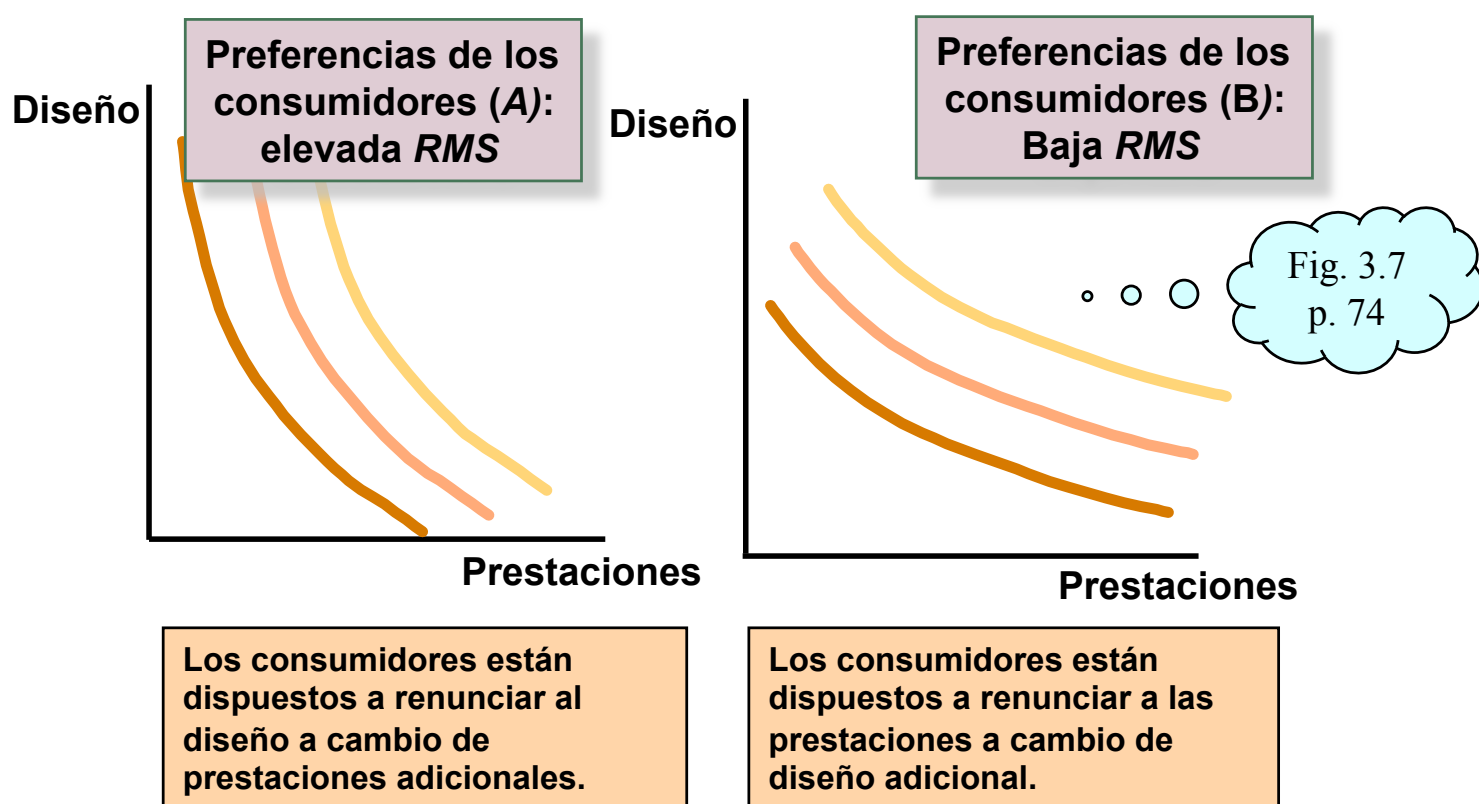 Preferencias de los
consumidores (A):
elevada RMS
Diseño
Prestaciones
Los consumidores están
dispuestos a renunciar al
diseño a cambio de
prestaciones adicionales.
Preferencias de los
consumidores (B):
Baja RMS
Diseño
Fig. 3.7
p. 74
Prestaciones
Los consumidores están
dispuestos a renunciar a las
prestaciones a cambio de
diseño adicional.